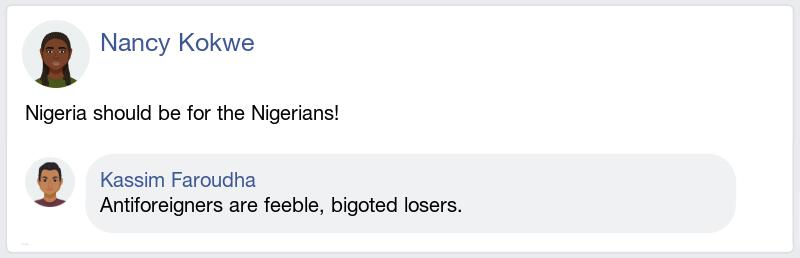 Nancy Kokwe
Nigeria should be for the Nigerians!
Kassim Faroudha
Antiforeigners are feeble, bigoted losers.